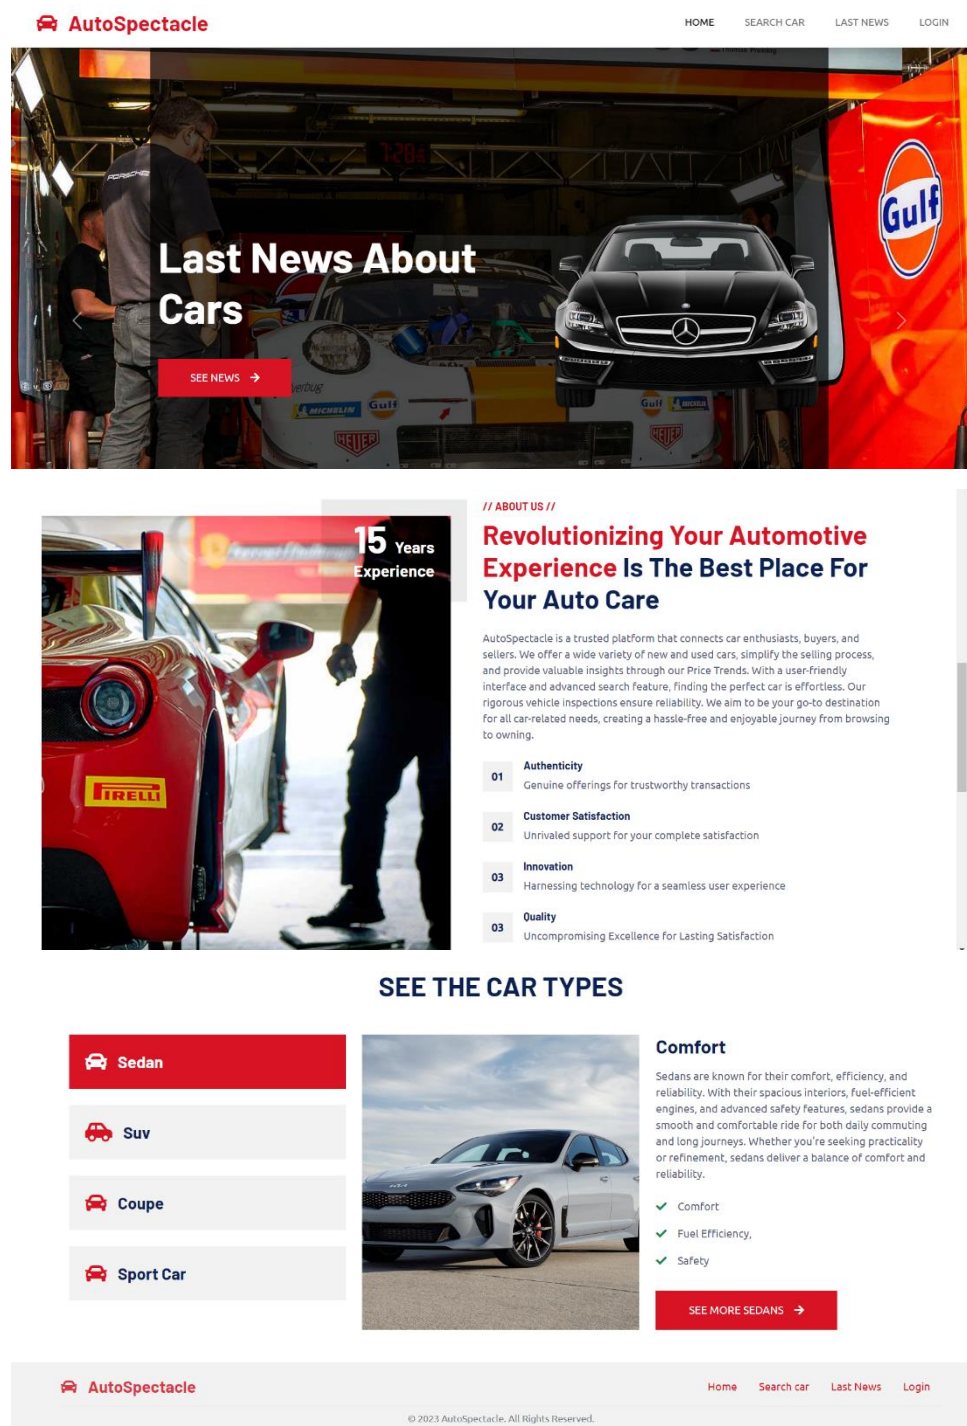 AutoSpectacle
HOME SEARCH CAR LAST NEWS LOGIN
PORSCHE
Gulf
Last News About
Cars
SEE NEWS
MICHELIN
Gulf
Gulf
HEUER
HEUER
// ABOUT US //
15 Years
Experience
Revolutionizing Your Automotive
Experience Is The Best Place For
Your Auto Care
AutoSpectacle is a trusted platform that connects car enthusiasts, buyers, and
sellers. We offer a wide variety of new and used cars, simplify the selling process,
and provide valuable insights through our Price Trends. With a user-friendly
interface and advanced search feature, finding the perfect car is effortless. Our
rigorous vehicle inspections ensure reliability. We aim to be your go-to destination
for all car-related needs, creating a hassle-free and enjoyable journey from browsing
to owning.
PIRELLI
01 Authenticity
Genuine offerings for trustworthy transactions
02 Customer Satisfaction
Unrivaled support for your complete satisfaction
03 Innovation
Harnessing technology for a seamless user experience
03 Quality
Uncompromising Excellence for Lasting Satisfaction
SEE THE CAR TYPES
Sedan
Suv
Coupe
Sport Car
Comfort
Sedans are known for their comfort, efficiency, and
reliability. With their spacious interiors, fuel-efficient
engines, and advanced safety features, sedans provide a
smooth and comfortable ride for both daily commuting
and long journeys. Whether you're seeking practicality
or refinement, sedans deliver a balance of comfort and
reliability.
Comfort
Fuel Efficiency,
Safety
SEE MORE SEDANS
AutoSpectacle
Home Search car Last News Login
© 2023 AutoSpectacle. All Rights Reserved.